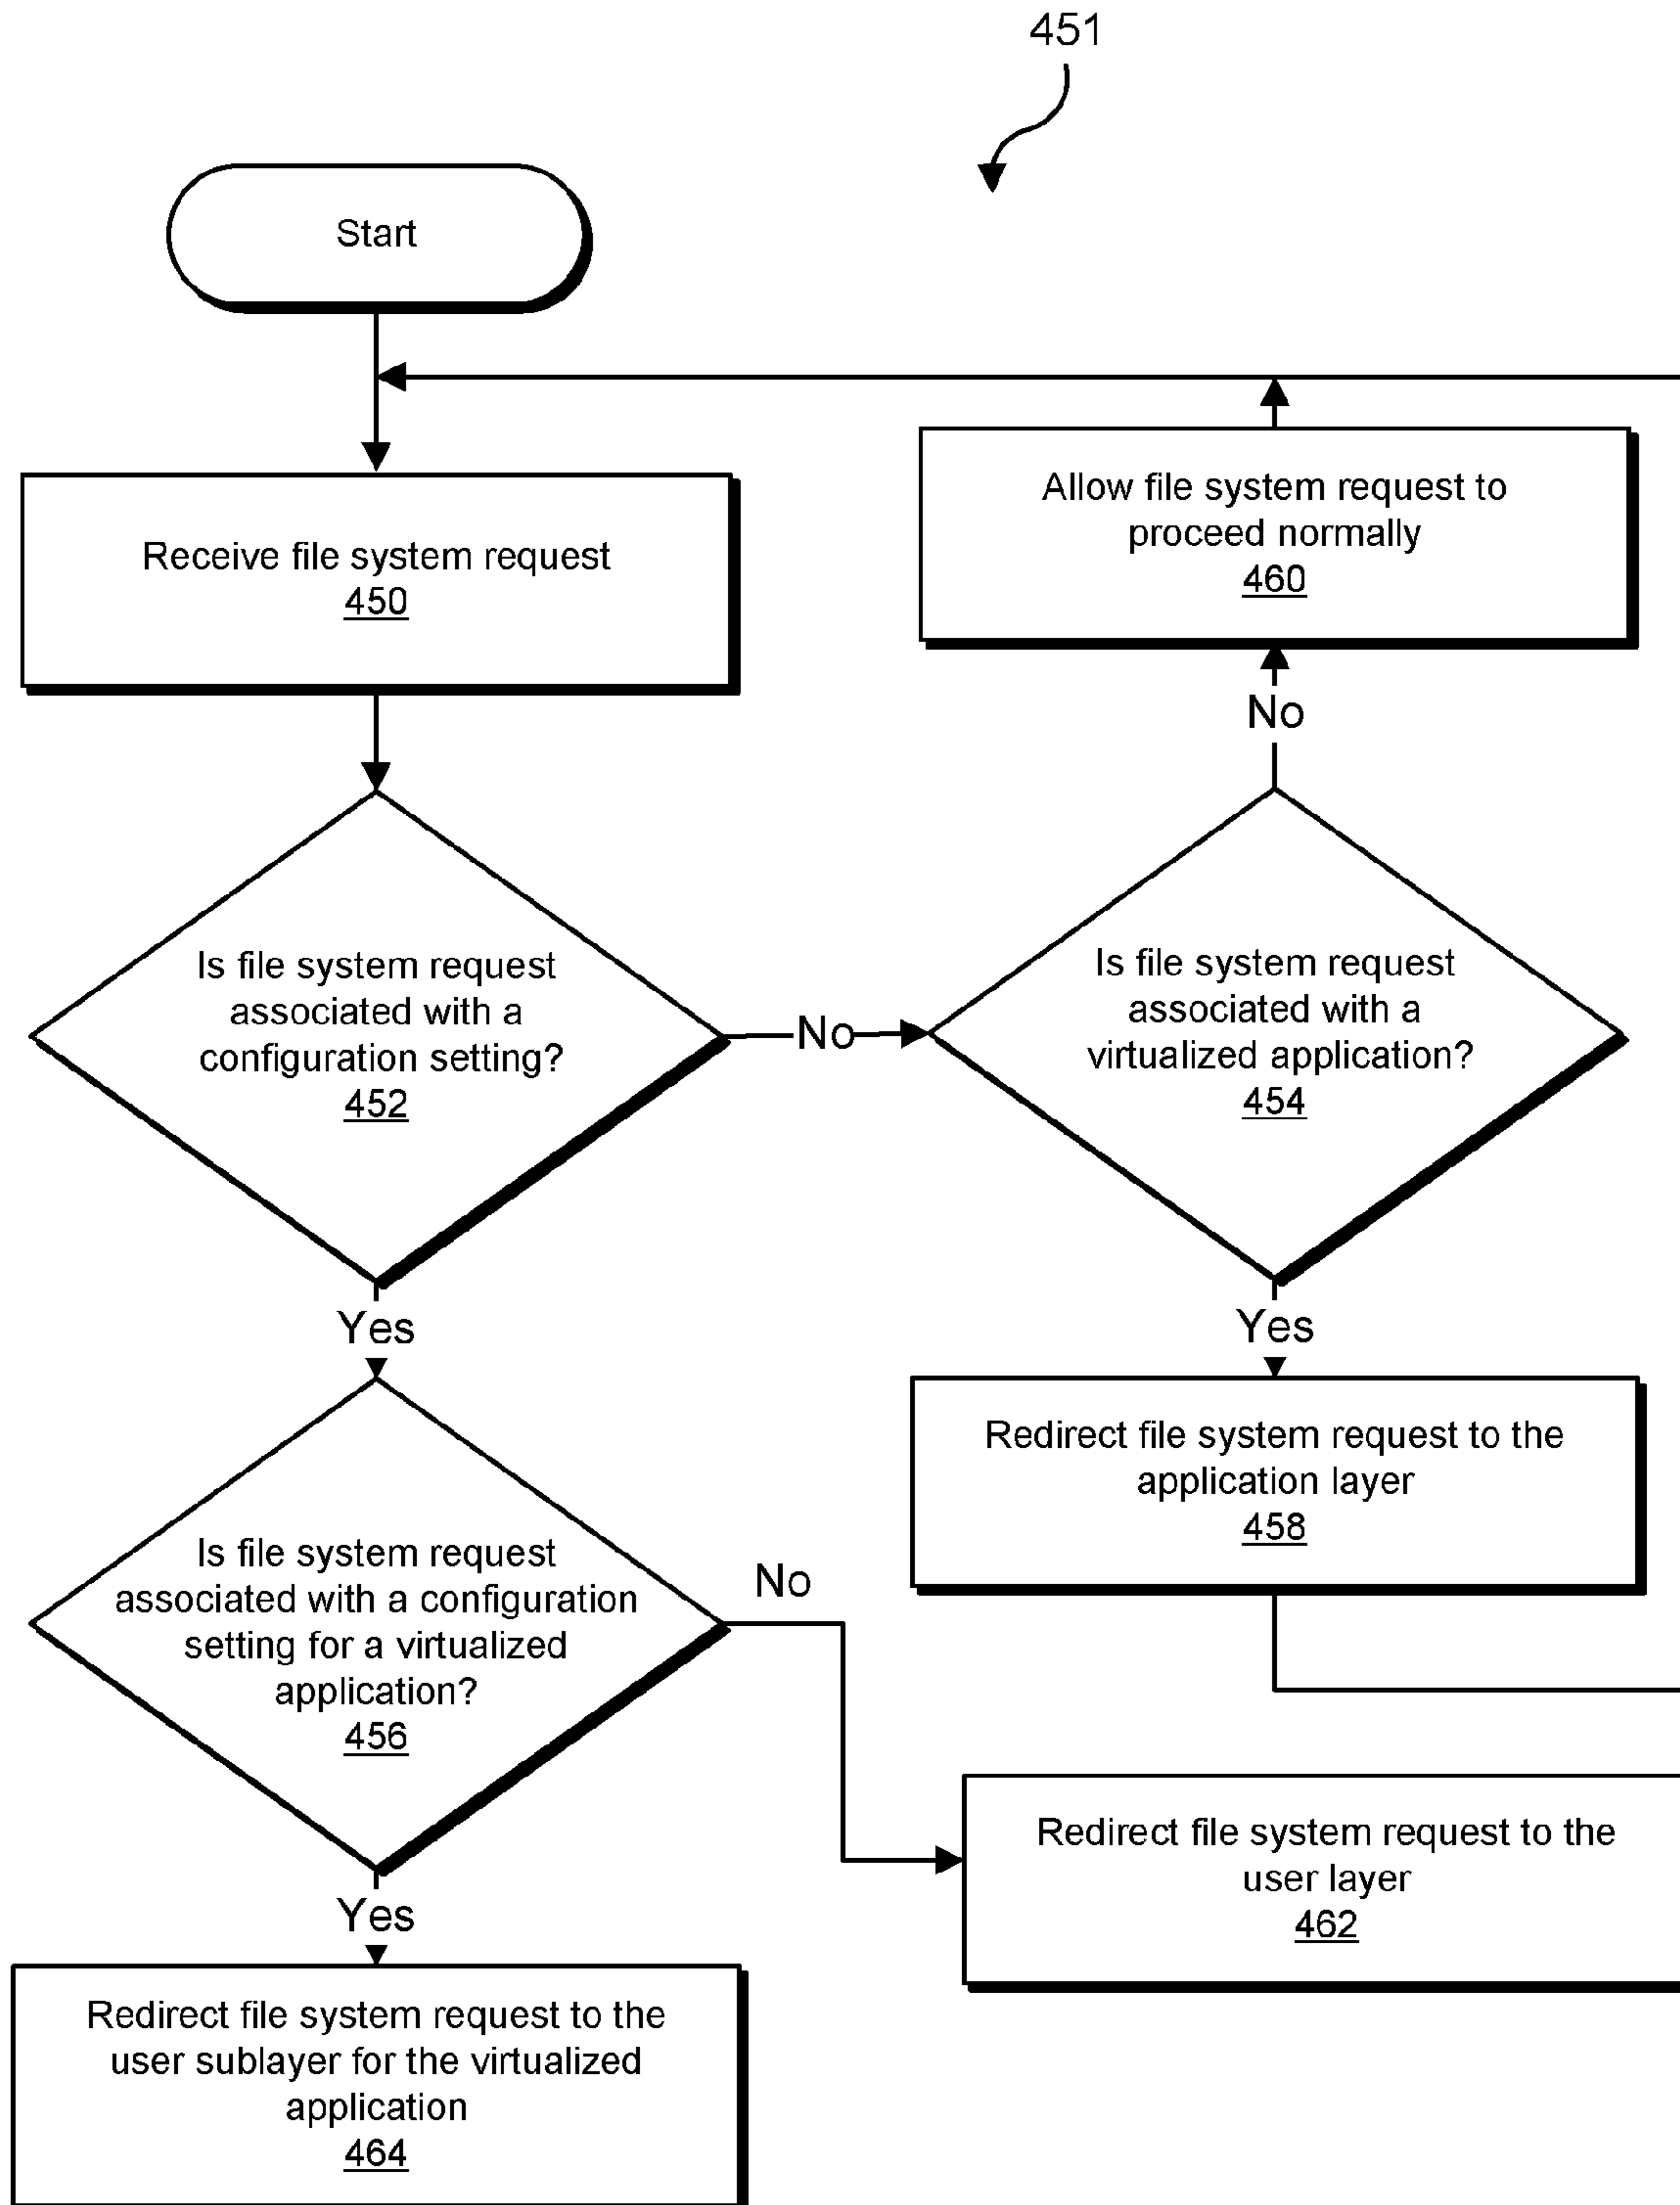 451
Start
Receive file system request
450
Allow file system request to
proceed normally
460
No
Is file system request
associated with a
configuration setting?
452
No
Is file system request
associated with a
virtualized application?
454
Yes
Yes
Redirect file system request to the
application layer
458
Is file system request
associated with a configuration
setting for a virtualized
application?
456
No
Redirect file system request to the
user layer
462
Yes
Redirect file system request to the
user sublayer for the virtualized
application
464